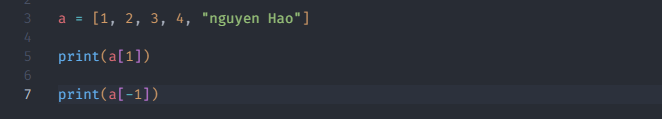 3 a = [1, 2, 3, 4, "nguyen Hao"]
4
5 print(a[1])
6
7 print(a[-1])